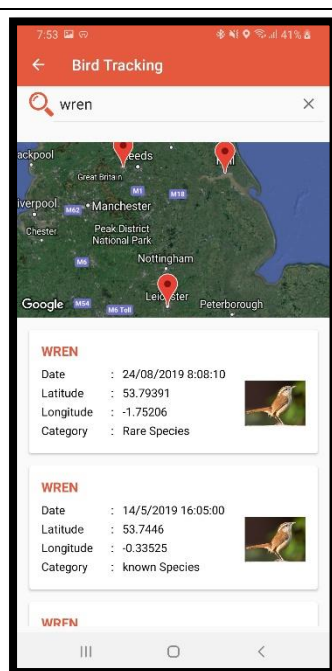 7:53 41%
Bird Tracking
wren
ackpool eeds
Great Britain
M1 M18
iverpool M62 Manchester
Chester Peak District
National Park
M6 Nottingham
Google M54 M6 Toll Peterborough
WREN
Date : 24/08/2019 8:08:10
Latitude : 53.79391
Longitude : -1.75206
Category : Rare Species
WREN
Date : 14/5/2019 16:05:00
Latitude : 53.7446
Longitude : -0.33525
Category : known Species
WREN